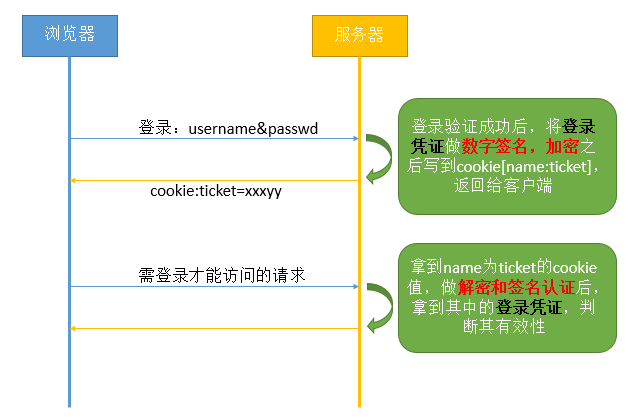 浏览器
服务器
登录：username&passwd
登录验证成功后，将登录
凭证做数字签名，加密之
后写到cookie[name:ticket]，
返回给客户端
cookie:ticket=xxxyy
需登录才能访问的请求
拿到name为ticket的cookie
值，做解密和签名认证后，
拿到其中的登录凭证，判
断其有效性